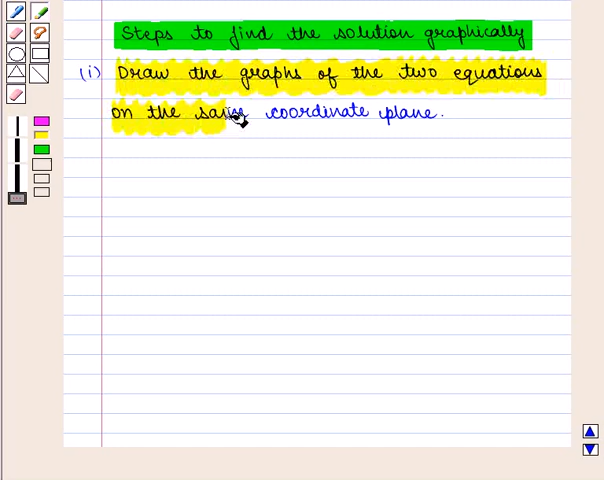 Steps to find the solution graphically
(i) Draw the graphs of the two equations
on the same coordinate plane.